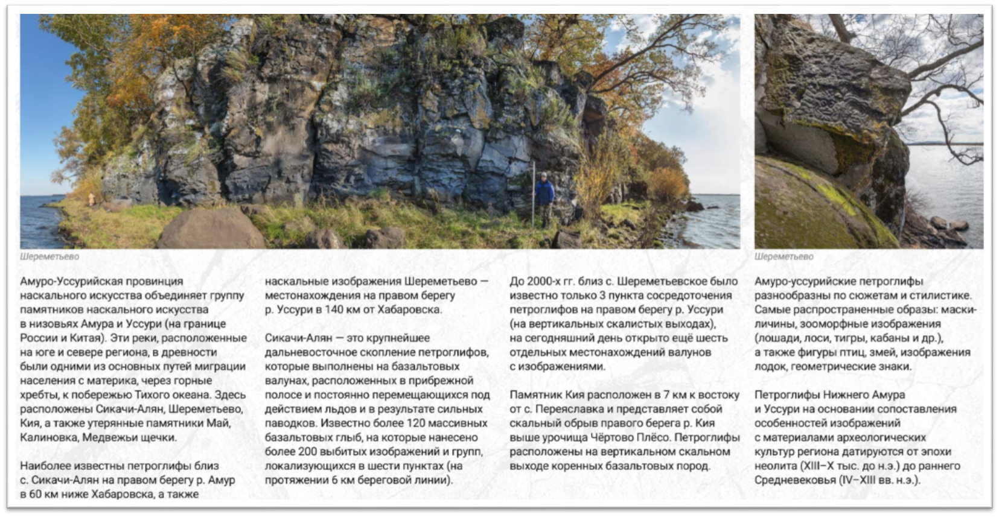 Шереметьево
Шереметьево
Амуро-Уссурийская провинция
наскального искусства объединяет группу
памятников наскального искусства
в низовьях Амура и Уссури (на границе
России и Китая). Эти реки, расположенные
на юге и севере региона, в древности
были одними из основных путей миграции
населения с материка, через горные
хребты, к побережью Тихого океана. Здесь
расположены Сикачи-Алян, Шереметьево,
Кия, а также утерянные памятники Май,
Калиновка, Медвежьи щечки.
Наиболее известны петроглифы близ
с. Сикачи-Алян на правом берегу р. Амур
в 60 км ниже Хабаровска, а также
наскальные изображения Шереметьево —
местонахождения на правом берегу
р. Уссури в 140 км от Хабаровска.
Сикачи-Алян — это крупнейшее
дальневосточное скопление петроглифов,
которые выполнены на базальтовых
валунах, расположенных в прибрежной
полосе и постоянно перемещающихся под
действием льдов и в результате сильных
паводков. Известно более 120 массивных
базальтовых глыб, на которые нанесено
более 200 выбитых изображений и групп,
локализующихся в шести пунктах (на
протяжении 6 км береговой линии).
До 2000-х гг. близ с. Шереметьевское было
известно только 3 пункта сосредоточения
петроглифов на правом берегу р. Уссури
(на вертикальных скалистых выходах),
на сегодняшний день открыто ещё шесть
отдельных местонахождений валунов
с изображениями.
Памятник Кия расположен в 7 км к востоку
от с. Переяславка и представляет собой
скальный обрыв правого берега р. Кия
выше урочища Чёртово Плёсо. Петроглифы
расположены на вертикальном скальном
выходе коренных базальтовых пород.
Амуро-уссурийские петроглифы
разнообразны по сюжетам и стилистике.
Самые распространенные образы: маски-
личины, зооморфные изображения
(лошади, лоси, тигры, кабаны и др.),
а также фигуры птиц, змей, изображения
лодок, геометрические знаки.
Петроглифы Нижнего Амура
и Уссури на основании сопоставления
особенностей изображений
с материалами археологических
культур региона датируются от эпохи
неолита (XIII–X тыс. до н.э.) до раннего
Средневековья (IV–XIII вв. н.э.).